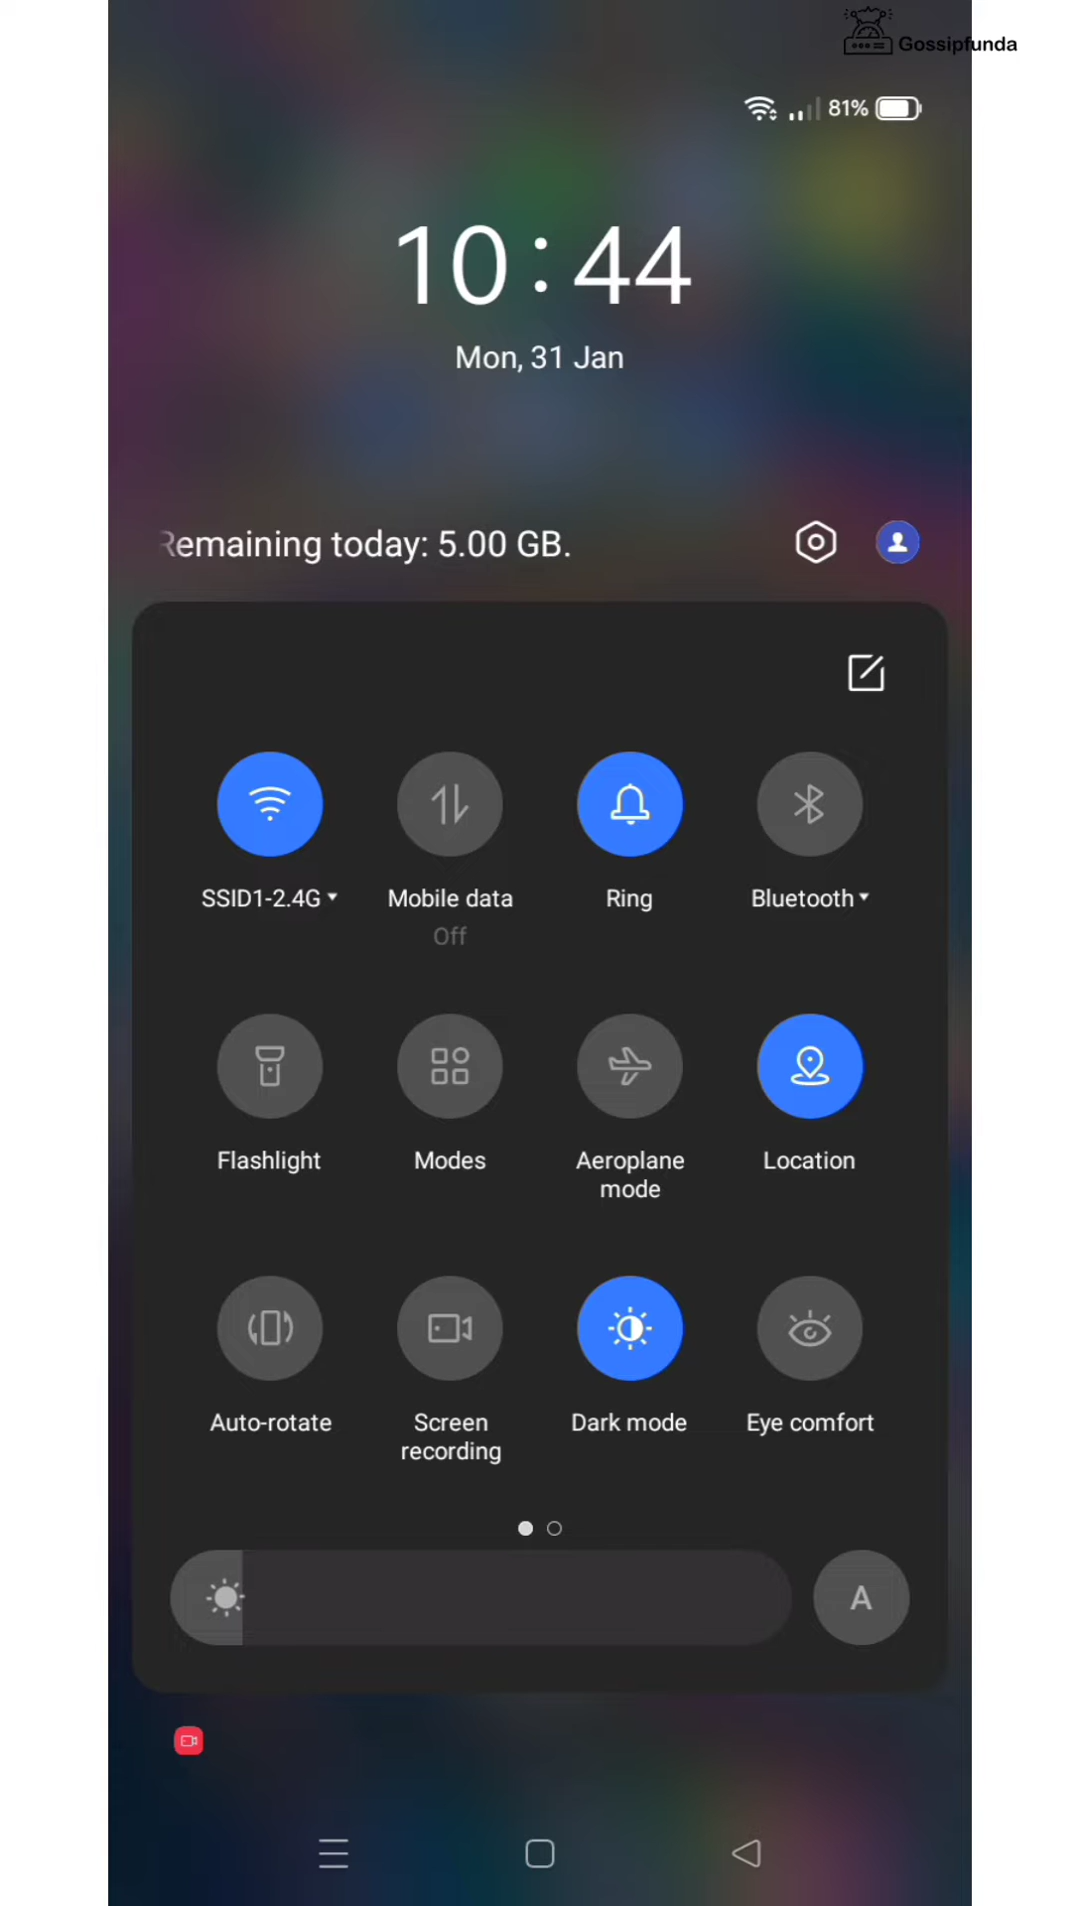 Gossipfunda
81%
10:44
Mon, 31 Jan
Remaining today: 5.00 GB.
SSID1-2.4G
Mobile data
Off
Ring
Bluetooth
Flashlight
Modes
Aeroplane
mode
Location
Auto-rotate
Screen
recording
Dark mode
Eye comfort
A